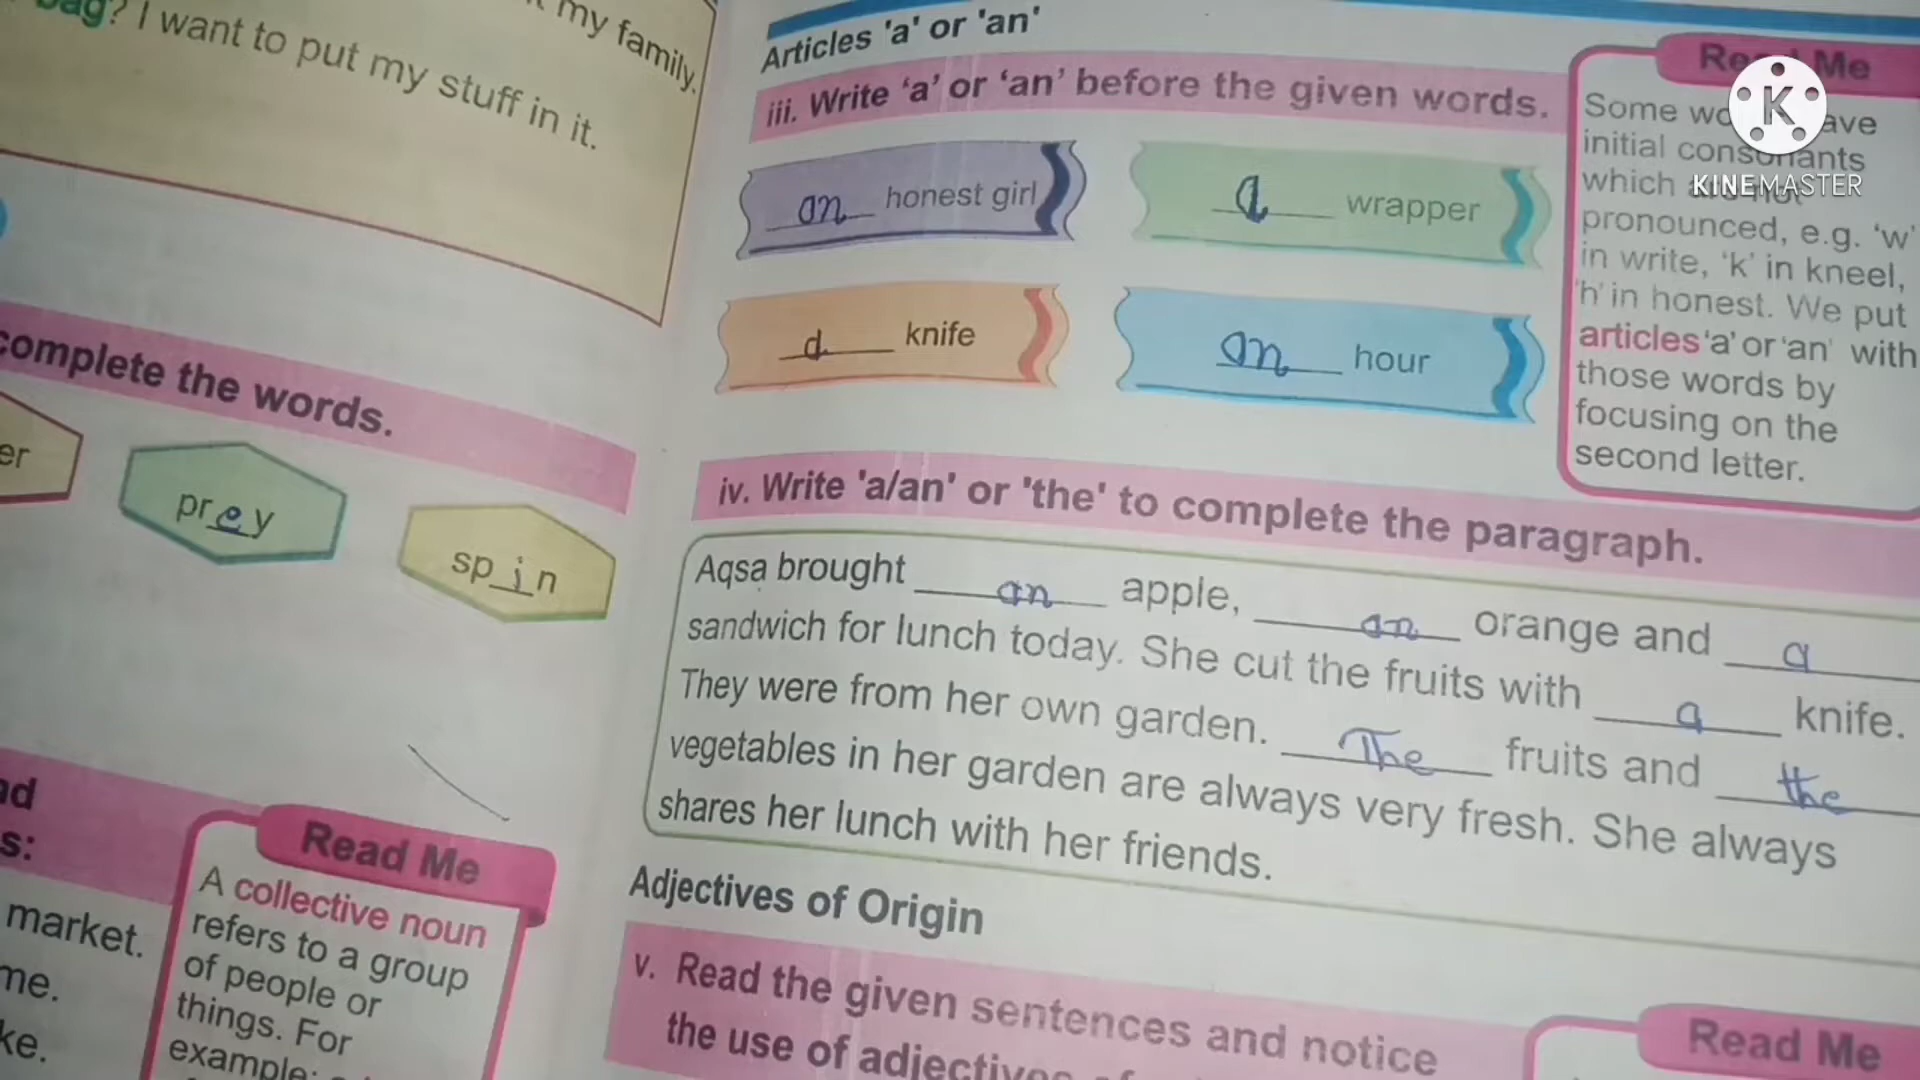 bag? I want to put my stuff in it.
my family.
complete the words.
er
prey
spin
nd
s:
market.
me.
ke.
Read Me
A collective noun
refers to a group
of people or
things. For
example:
Articles 'a' or 'an'
iii. Write 'a' or 'an' before the given words.
an honest girl
a wrapper
a knife
an hour
Me
Some
ave
initial consonants
which
pronounced, e.g. 'w'
in write, 'k' in kneel,
'h' in honest. We put
articles 'a' or 'an' with
those words by
focusing on the
second letter.
K
KINEMASTER
iv. Write 'a/an' or 'the' to complete the paragraph.
Aqsa brought an apple, an orange and a
sandwich for lunch today. She cut the fruits with a knife.
They were from her own garden. The fruits and the
vegetables in her garden are always very fresh. She always
shares her lunch with her friends.
Adjectives of Origin
v. Read the given sentences and notice
the use of adjectives
Read Me